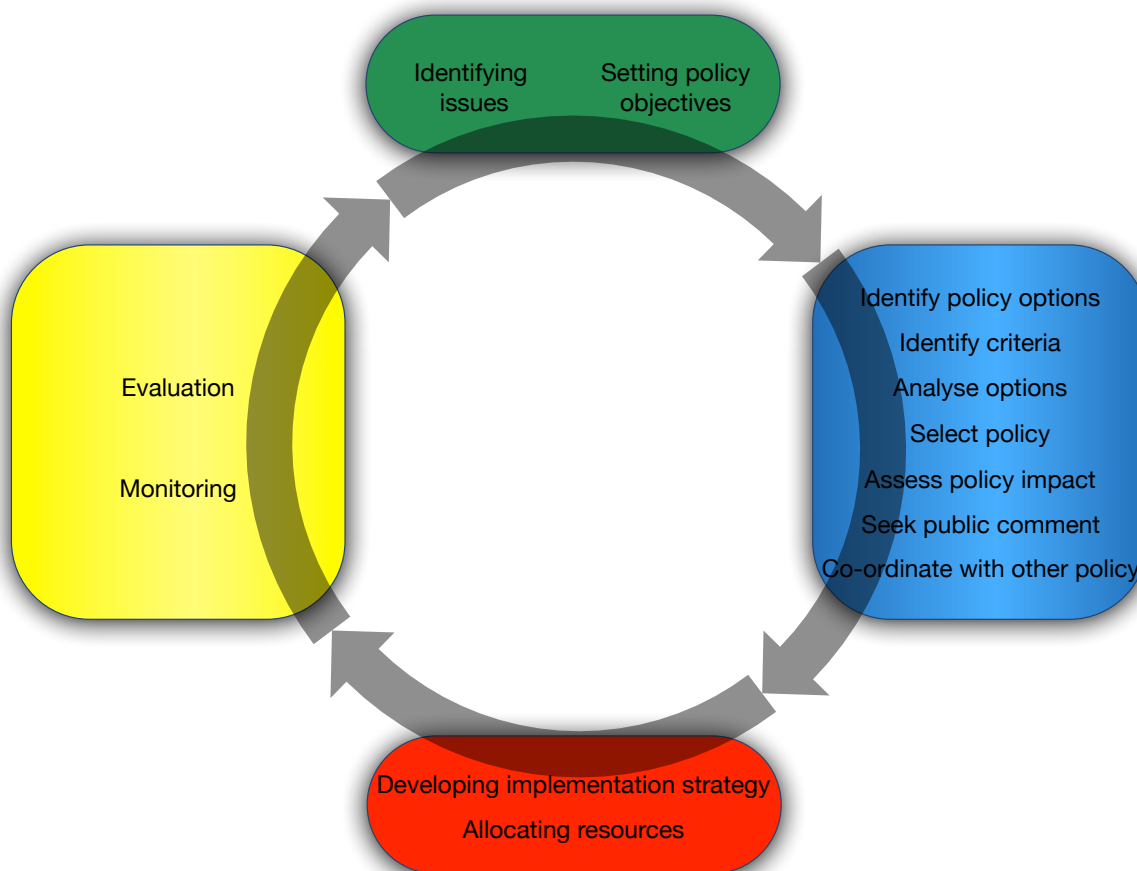 Identifying
issues
Setting policy
objectives
Identify policy options
Identify criteria
Analyse options
Select policy
Assess policy impact
Seek public comment
Co-ordinate with other policy
Developing implementation strategy
Allocating resources
Evaluation
Monitoring